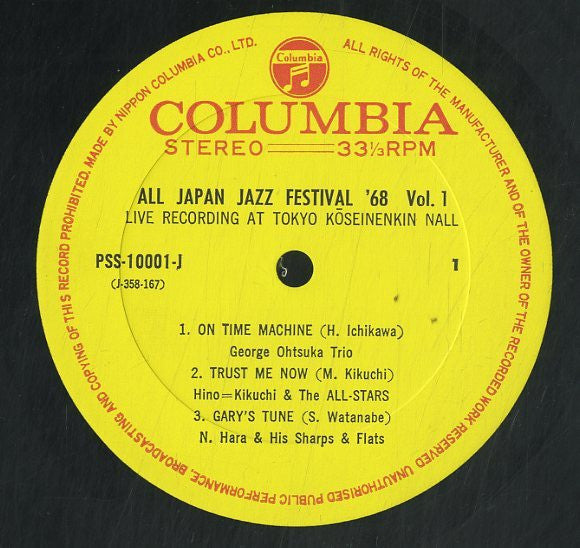 MADE BY NIPPON COLUMBIA CO., LTD. ALL RIGHTS OF THE MANUFACTURER AND OF THE OWNER OF THE RECORDED WORK RESERVED. UNAUTHORISED PUBLIC PERFORMANCE, BROADCASTING AND COPYING OF THIS RECORD PROHIBITED.
Columbia
COLUMBIA
STEREO 33⅓RPM
ALL JAPAN JAZZ FESTIVAL '68 Vol. 1
LIVE RECORDING AT TOKYO KŌSEINENKIN NALL
PSS-10001-J 1
(J-358-167)
1. ON TIME MACHINE (H. Ichikawa)
George Ohtsuka Trio
2. TRUST ME NOW (M. Kikuchi)
Hino=Kikuchi & The ALL-STARS
3. GARY'S TUNE (S. Watanabe)
N. Hara & His Sharps & Flats